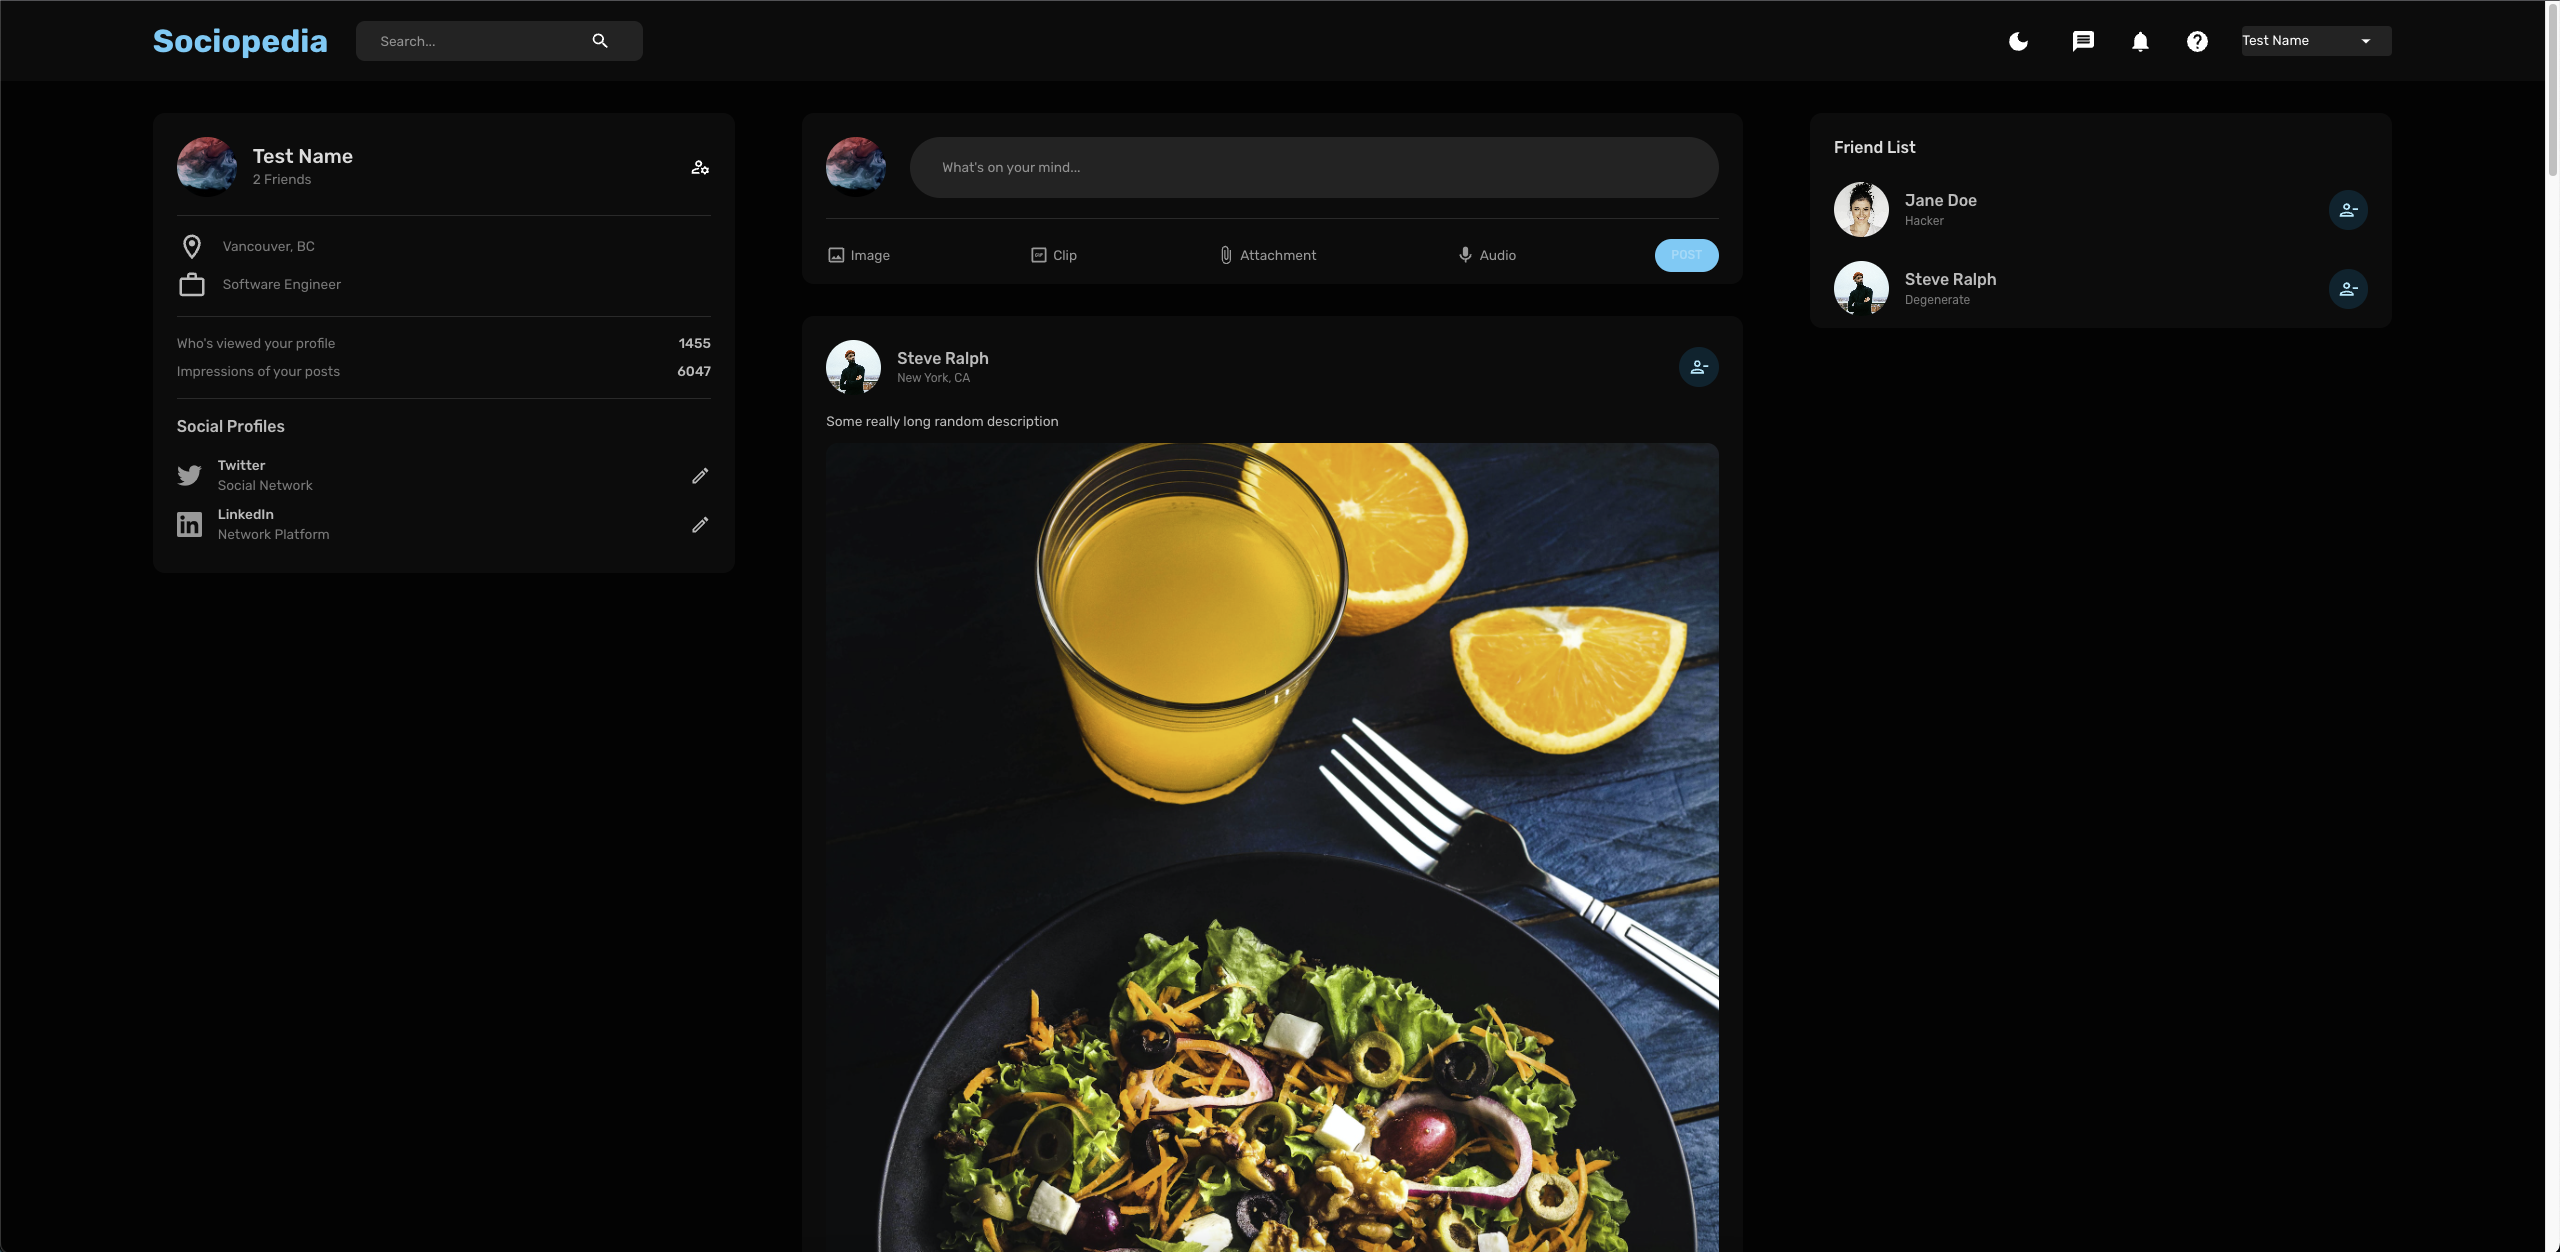 Sociopedia
Search...
Test Name
Test Name
2 Friends
Vancouver, BC
Software Engineer
Who's viewed your profile 1455
Impressions of your posts 6047
Social Profiles
Twitter
Social Network
LinkedIn
Network Platform
What's on your mind...
Image Clip Attachment Audio POST
Steve Ralph
New York, CA
Some really long random description
Friend List
Jane Doe
Hacker
Steve Ralph
Degenerate